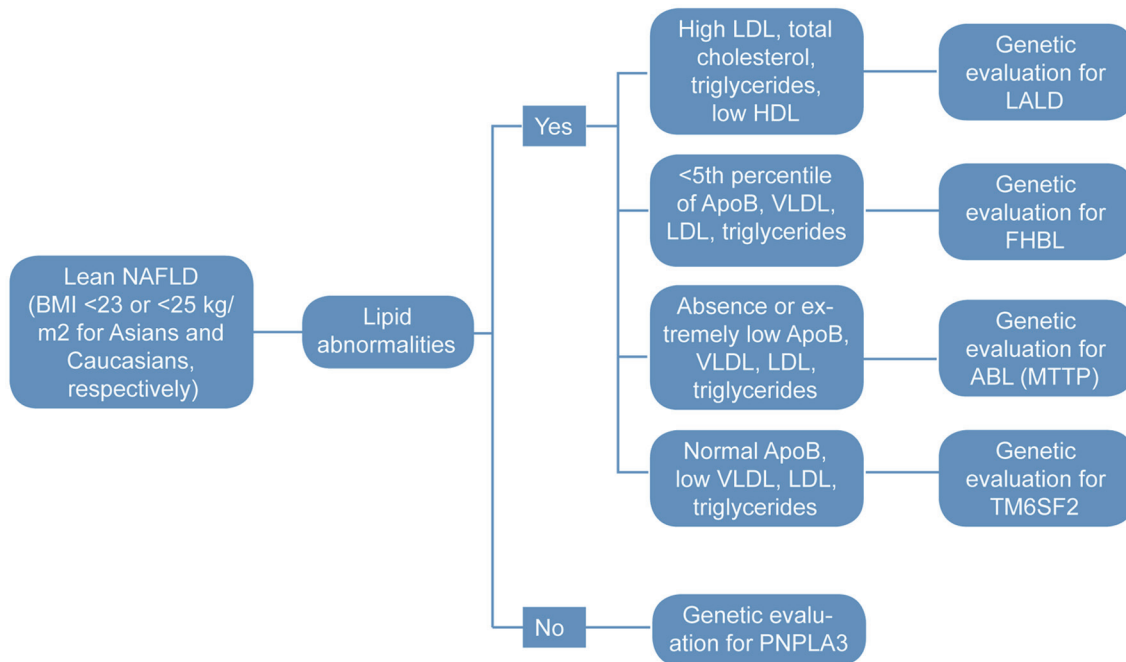 Lean NAFLD
(BMI <23 or <25 kg/
m2 for Asians and
Caucasians,
respectively)
Lipid
abnormalities
Yes
High LDL, total
cholesterol,
triglycerides,
low HDL
Genetic
evaluation for
LALD
<5th percentile
of ApoB, VLDL,
LDL, triglycerides
Genetic
evaluation for
FHBL
Absence or ex-
tremely low ApoB,
VLDL, LDL,
triglycerides
Genetic
evaluation for
ABL (MTTP)
Normal ApoB,
low VLDL, LDL,
triglycerides
Genetic
evaluation for
TM6SF2
No
Genetic evalu-
ation for PNPLA3